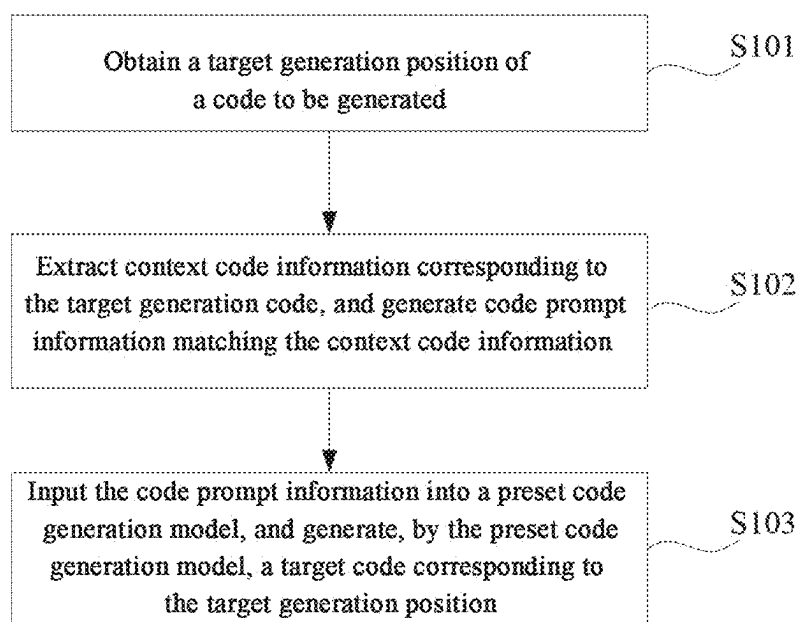 Obtain a target generation position of
a code to be generated
S101
Extract context code information corresponding to
the target generation code, and generate code prompt
information matching the context code information
S102
Input the code prompt information into a preset code
generation model, and generate, by the preset code
generation model, a target code corresponding to
the target generation position
S103